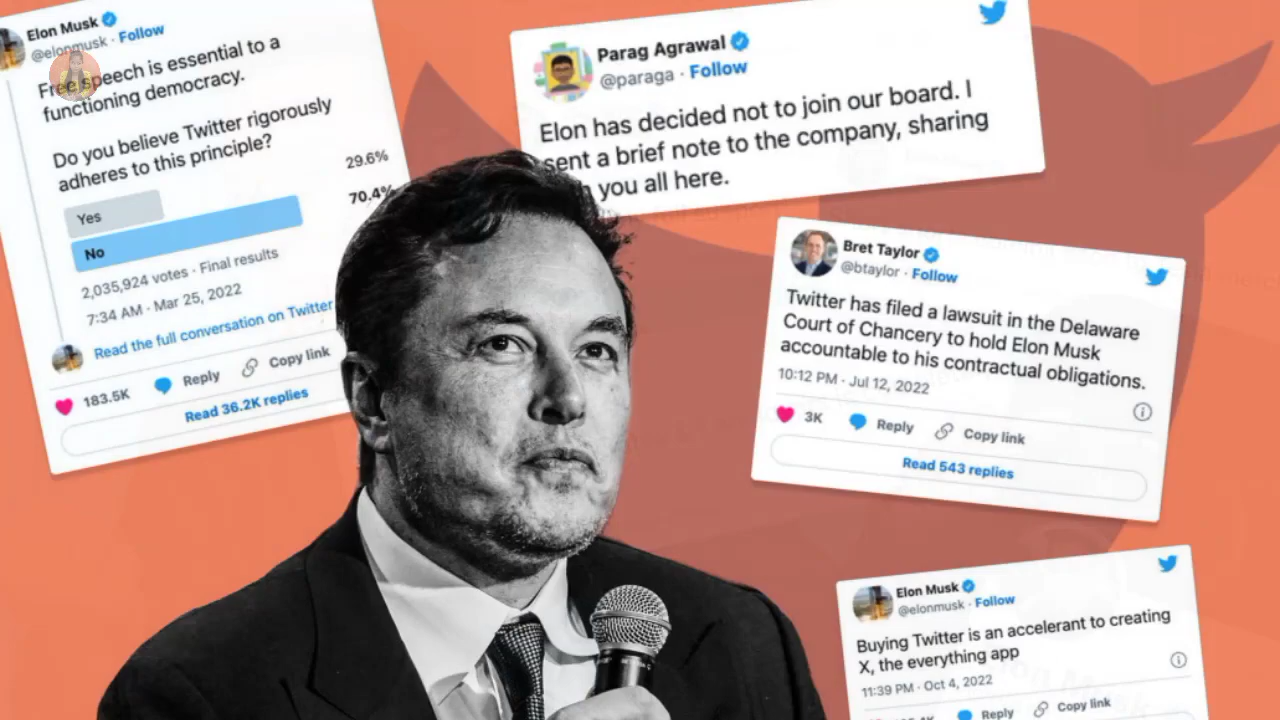 Elon Musk
@elonmusk · Follow
Free speech is essential to a
functioning democracy.
Do you believe Twitter rigorously
adheres to this principle?
29.6%
70.4%
Yes
No
2,035,924 votes · Final results
7:34 AM · Mar 25, 2022
Read the full conversation on Twitter
183.5K Reply Copy link
Read 36.2K replies
Parag Agrawal
@paraga · Follow
Elon has decided not to join our board. I
sent a brief note to the company, sharing
you all here.
Bret Taylor
@btaylor · Follow
Twitter has filed a lawsuit in the Delaware
Court of Chancery to hold Elon Musk
accountable to his contractual obligations.
10:12 PM · Jul 12, 2022
3K Reply Copy link
Read 543 replies
Elon Musk
@elonmusk · Follow
Buying Twitter is an accelerant to creating
X, the everything app
11:39 PM · Oct 4, 2022
Reply Copy link